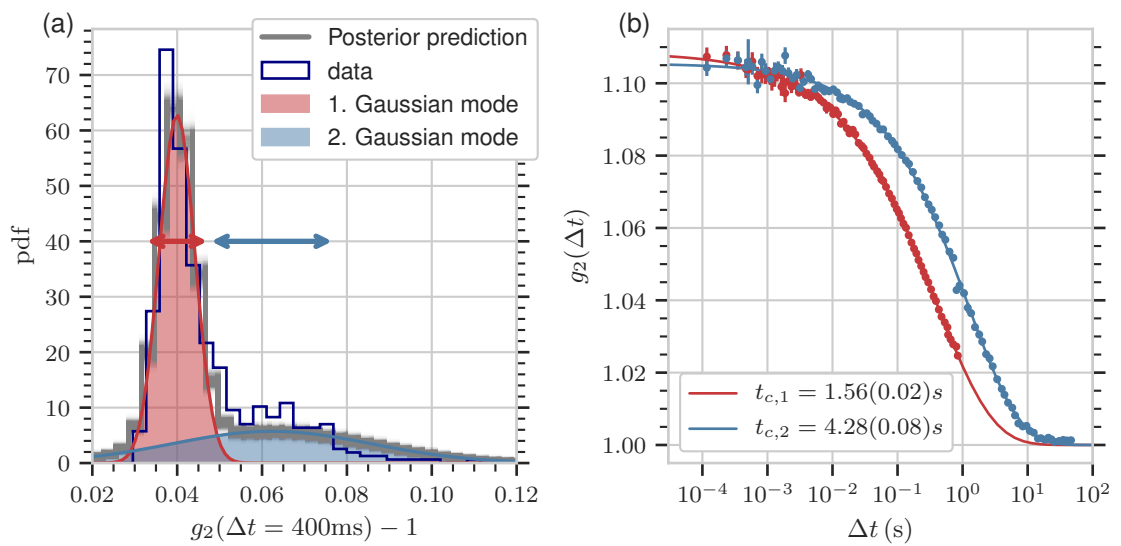 (a)
Posterior prediction
data
1. Gaussian mode
2. Gaussian mode
pdf
0
10
20
30
40
50
60
70
0.02
0.04
0.06
0.08
0.10
0.12
g₂(Δt = 400ms) − 1
(b)
g₂(Δt)
1.10
1.08
1.06
1.04
1.02
1.00
t_c,1 = 1.56(0.02)s
t_c,2 = 4.28(0.08)s
10⁻⁴
10⁻³
10⁻²
10⁻¹
10⁰
10¹
10²
Δt (s)